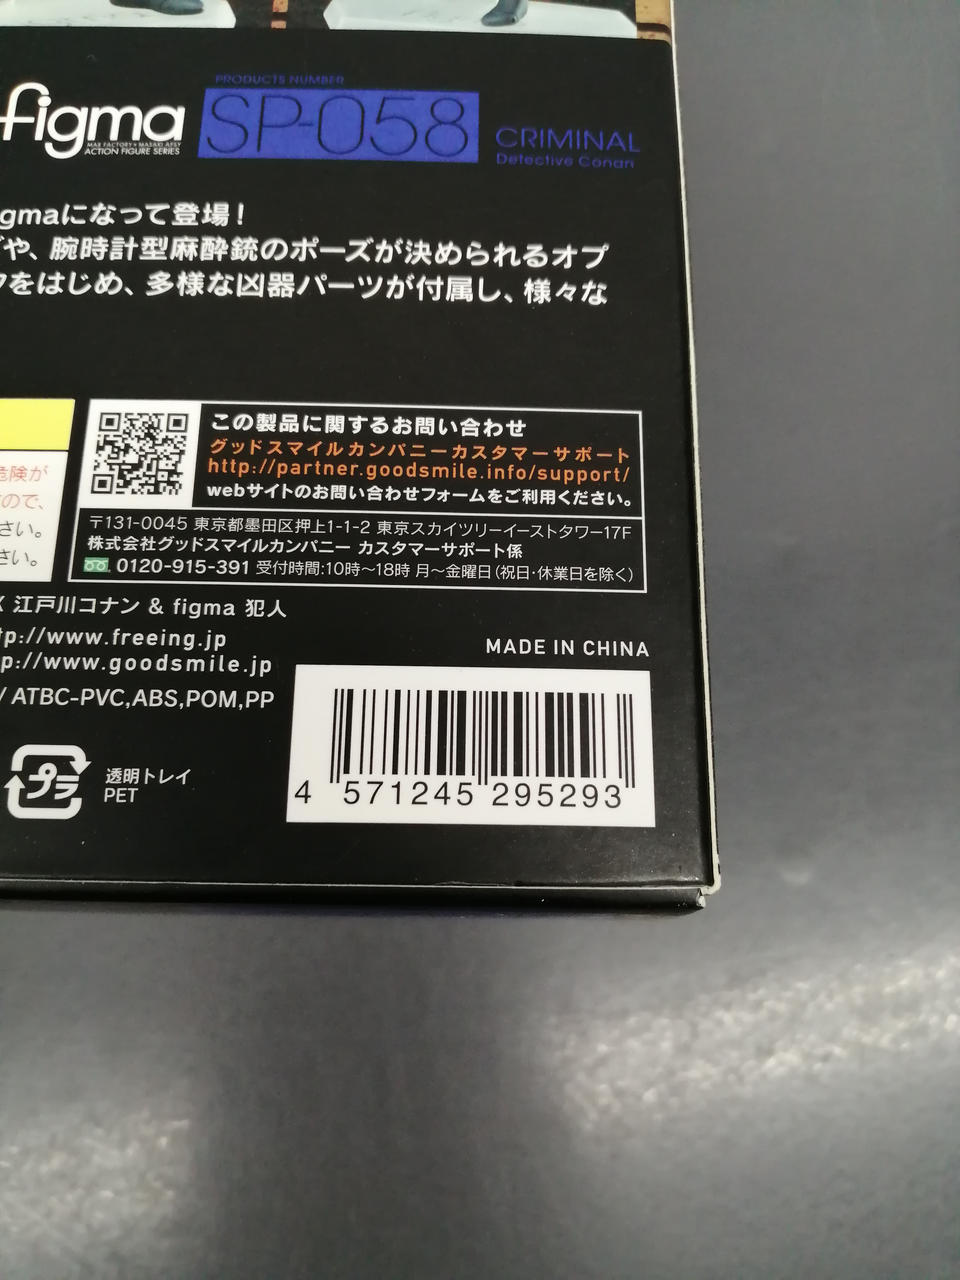 figma
MAX FACTORY × MASAKI APSY
ACTION FIGURE SERIES
PRODUCTS NUMBER
SP-058
CRIMINAL
Detective Conan
gmaになって登場！
や、腕時計型麻酔銃のポーズが決められるオプ
をはじめ、多様な凶器パーツが付属し、様々な
危険が
ので、
さい。
さい。
この製品に関するお問い合わせ
グッドスマイルカンパニーカスタマーサポート
http://partner.goodsmile.info/support/
webサイトのお問い合わせフォームをご利用ください。
〒131-0045 東京都墨田区押上1-1-2 東京スカイツリーイーストタワー17F
株式会社グッドスマイルカンパニー カスタマーサポート係
0120-915-391 受付時間:10時〜18時 月〜金曜日(祝日・休業日を除く)
江戸川コナン & figma 犯人
tp://www.freeing.jp
p://www.goodsmile.jp
/ ATBC-PVC,ABS,POM,PP
MADE IN CHINA
プラ
透明トレイ
PET
4 571245 295293